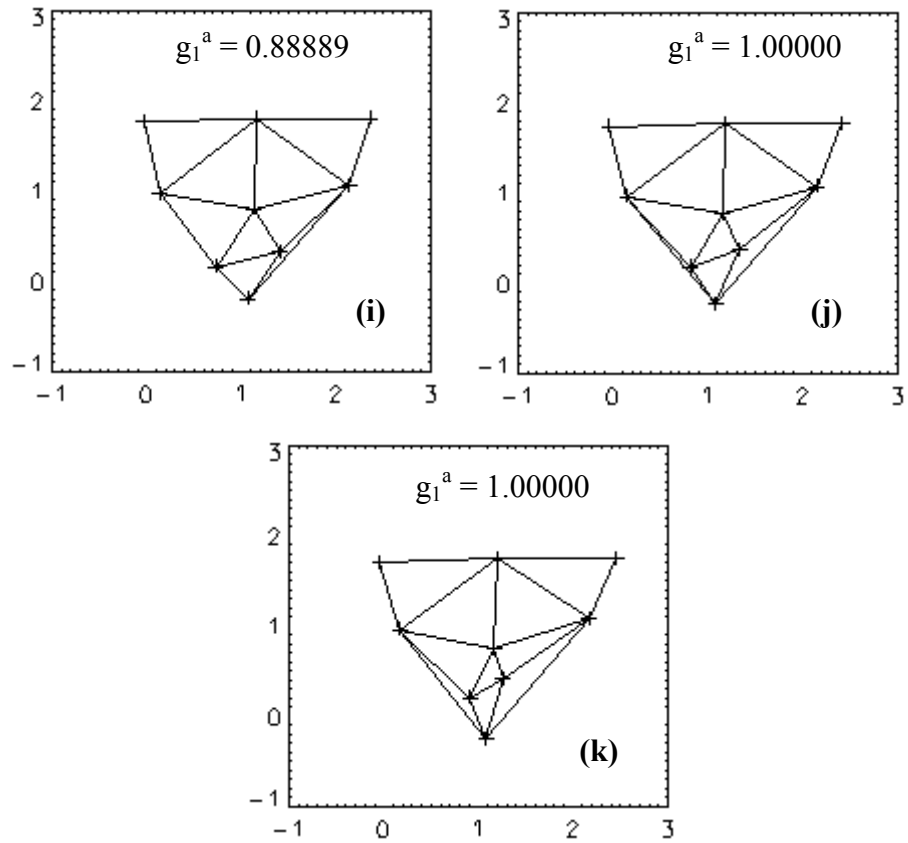 3
2
1
0
−1
g₁ᵃ = 0.88889
(i)
−1 0 1 2 3
3
2
1
0
−1
g₁ᵃ = 1.00000
(j)
−1 0 1 2 3
3
2
1
0
−1
g₁ᵃ = 1.00000
(k)
−1 0 1 2 3